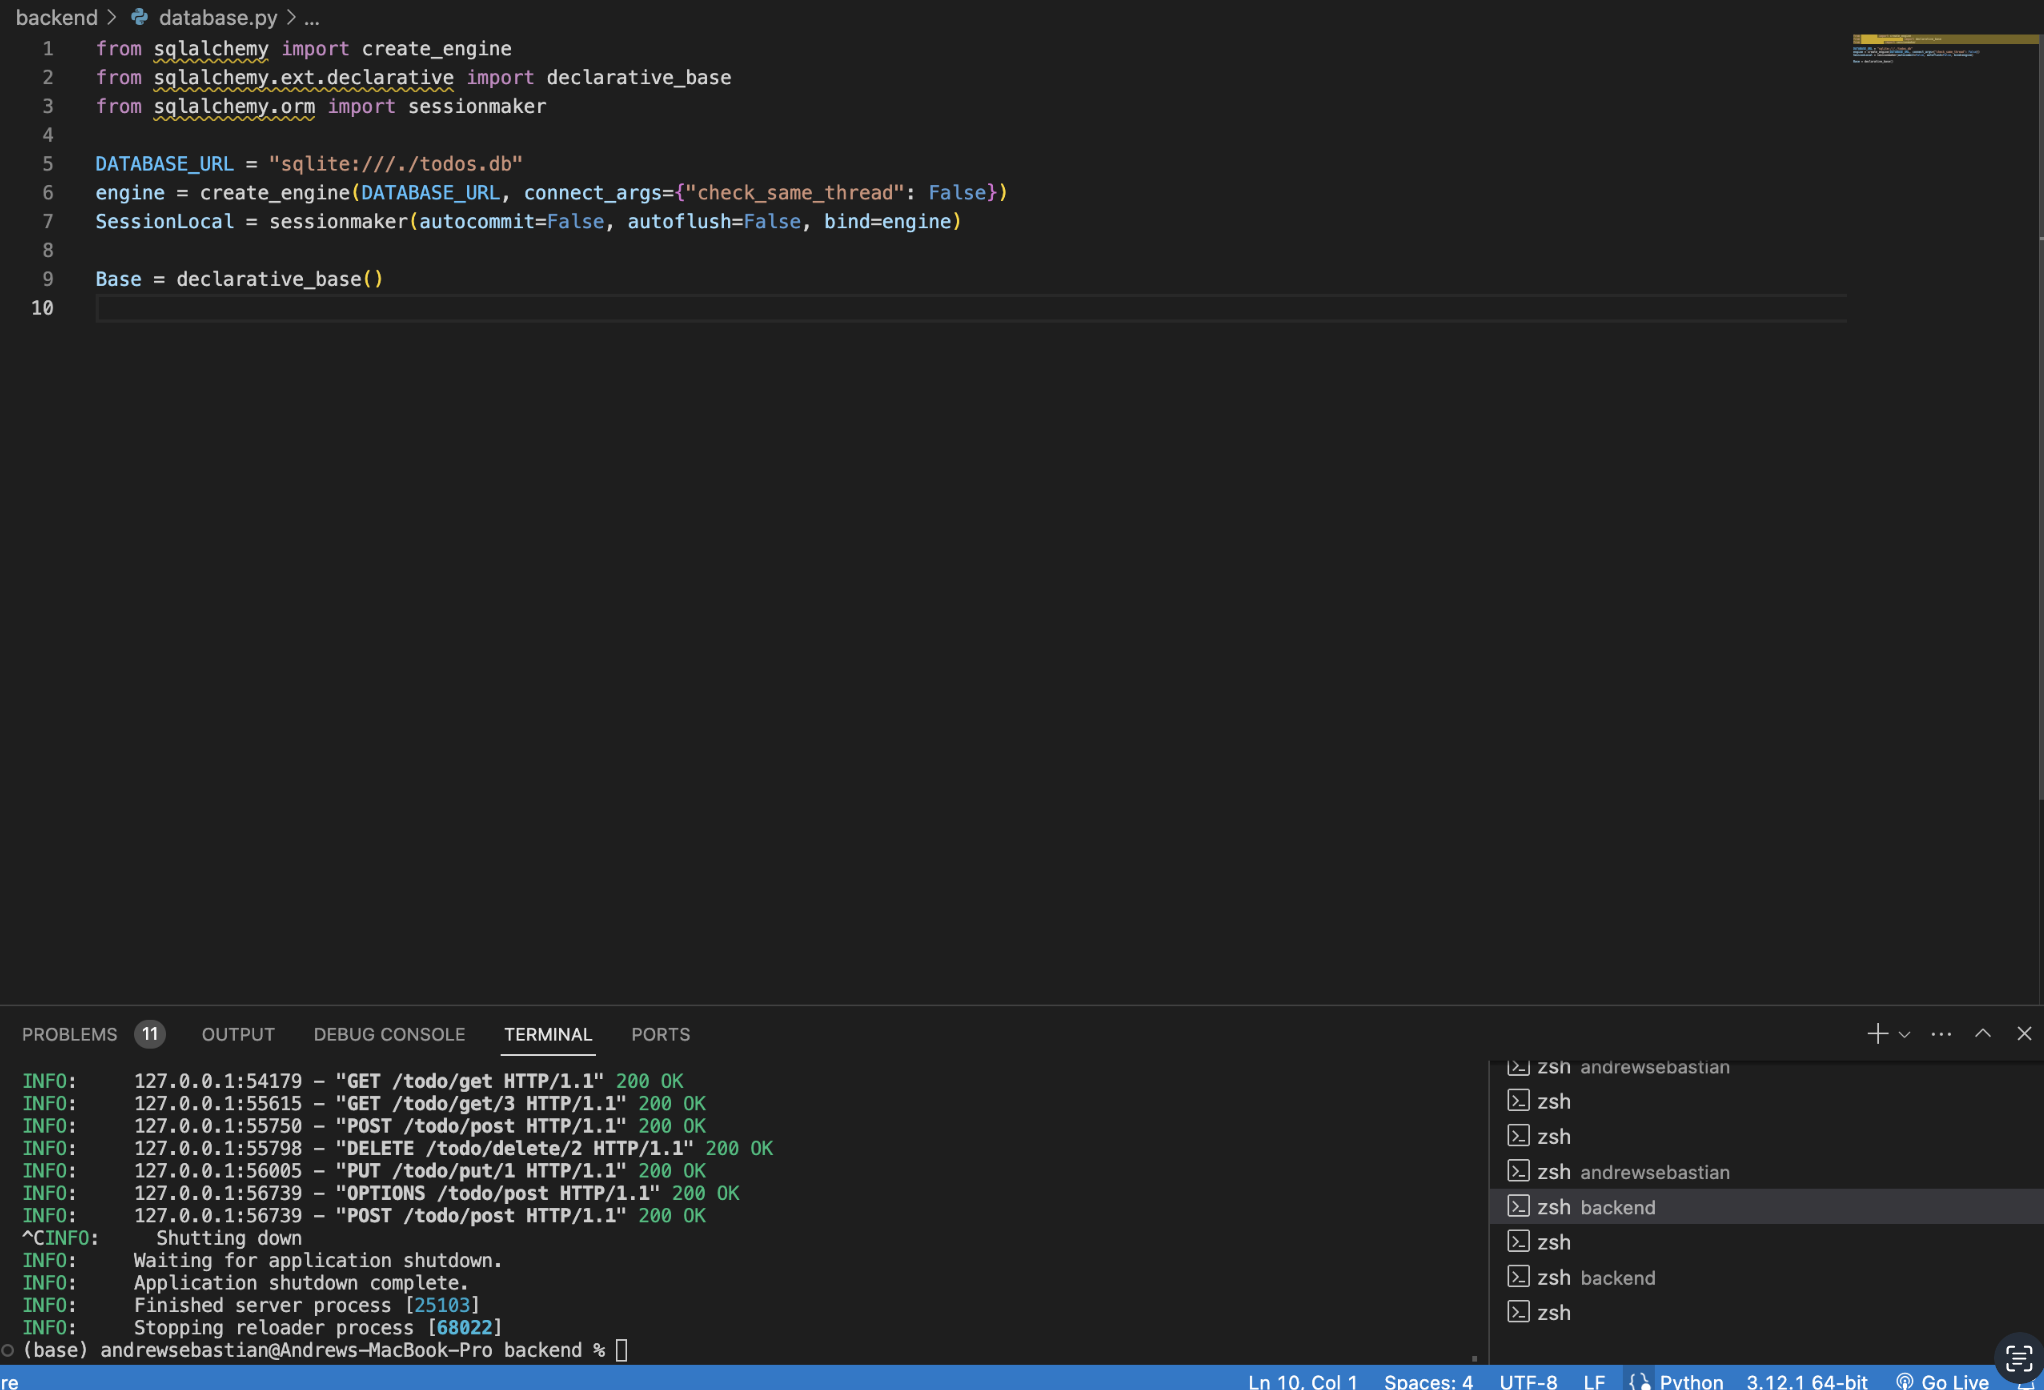 backend > database.py > ...
1 from sqlalchemy import create_engine
2 from sqlalchemy.ext.declarative import declarative_base
3 from sqlalchemy.orm import sessionmaker
4
5 DATABASE_URL = "sqlite:///./todos.db"
6 engine = create_engine(DATABASE_URL, connect_args={"check_same_thread": False})
7 SessionLocal = sessionmaker(autocommit=False, autoflush=False, bind=engine)
8
9 Base = declarative_base()
10
PROBLEMS 11 OUTPUT DEBUG CONSOLE TERMINAL PORTS
INFO: 127.0.0.1:54179 - "GET /todo/get HTTP/1.1" 200 OK
INFO: 127.0.0.1:55615 - "GET /todo/get/3 HTTP/1.1" 200 OK
INFO: 127.0.0.1:55750 - "POST /todo/post HTTP/1.1" 200 OK
INFO: 127.0.0.1:55798 - "DELETE /todo/delete/2 HTTP/1.1" 200 OK
INFO: 127.0.0.1:56005 - "PUT /todo/put/1 HTTP/1.1" 200 OK
INFO: 127.0.0.1:56739 - "OPTIONS /todo/post HTTP/1.1" 200 OK
INFO: 127.0.0.1:56739 - "POST /todo/post HTTP/1.1" 200 OK
^CINFO: Shutting down
INFO: Waiting for application shutdown.
INFO: Application shutdown complete.
INFO: Finished server process [25103]
INFO: Stopping reloader process [68022]
(base) andrewsebastian@Andrews-MacBook-Pro backend %
zsh andrewsebastian
zsh
zsh
zsh andrewsebastian
zsh backend
zsh
zsh backend
zsh
re Ln 10, Col 1 Spaces: 4 UTF-8 LF Python 3.12.1 64-bit Go Live